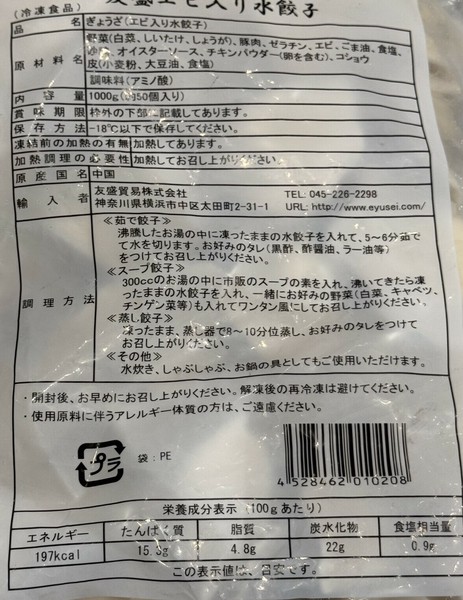 (冷凍食品) 友盛エビ入り水餃子
品名 ぎょうざ(エビ入り水餃子)
原材料名 野菜(白菜、しいたけ、しょうが)、豚肉、ゼラチン、エビ、ごま油、食塩、
砂糖、オイスターソース、チキンパウダー(卵を含む)、コショウ
皮(小麦粉、大豆油、食塩)
調味料(アミノ酸)
内容量 1000g(約50個入り)
賞味期限 枠外の下部に記載してあります。
保存方法 -18℃以下で保存してください。
凍結前の加熱の有無 加熱してあります。
加熱調理の必要性 加熱してお召し上がりください。
原産国名 中国
輸入者 友盛貿易株式会社 TEL: 045-226-2298
神奈川県横浜市中区太田町2-31-1 URL: http://www.eyusei.com/
調理方法 ≪茹で餃子≫
沸騰したお湯の中に凍ったままの水餃子を入れて、5~6分茹で
て水を切ります。お好みのタレ(黒酢、酢醤油、ラー油等)
をつけてお召し上がりください。
≪スープ餃子≫
300ccのお湯の中に市販のスープの素を入れ、沸いてきたら凍
ったままの水餃子を入れ、一緒にお好みの野菜(白菜、キャベツ、
チンゲン菜等)も入れてワンタン風にしてお召し上がりください。
≪蒸し餃子≫
凍ったまま、蒸し器で8~10分位蒸し、お好みのタレをつけて
お召し上がりください。
≪その他≫
水炊き、しゃぶしゃぶ、お鍋の具としてもご使用いただけます。
・開封後、お早めにお召し上がりください。解凍後の再冷凍は避けてください。
・使用原料に伴うアレルギー体質の方は、ご遠慮ください。
プラ 袋:PE
4 528462 010208
栄養成分表示(100gあたり)
エネルギー たんぱく質 脂質 炭水化物 食塩相当量
197kcal 4.8g 22g 0.9g
この表示値は、目安です。